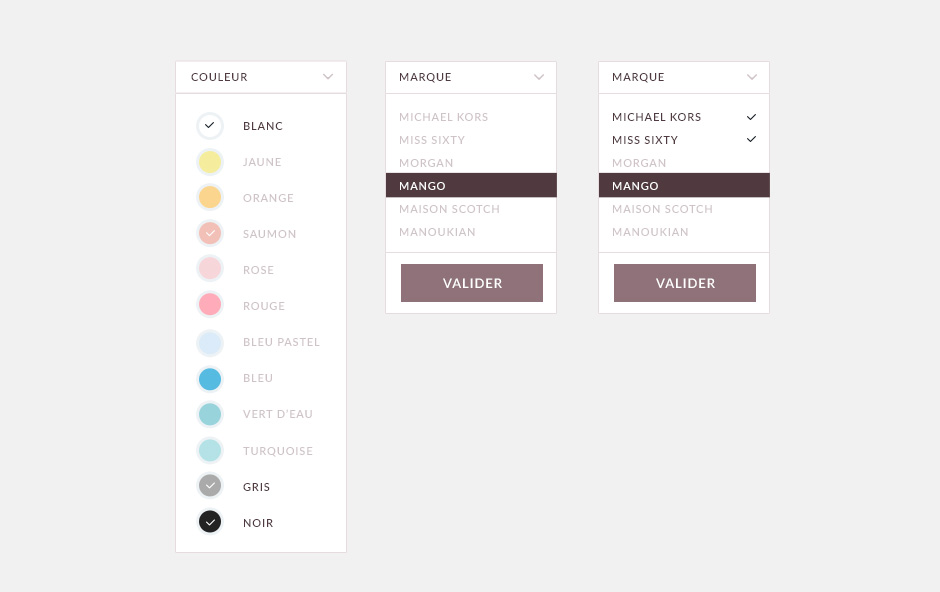 COULEUR
BLANC
JAUNE
ORANGE
SAUMON
ROSE
ROUGE
BLEU PASTEL
BLEU
VERT D'EAU
TURQUOISE
GRIS
NOIR
MARQUE
MICHAEL KORS
MISS SIXTY
MORGAN
MANGO
MAISON SCOTCH
MANOUKIAN
VALIDER
MARQUE
MICHAEL KORS
MISS SIXTY
MORGAN
MANGO
MAISON SCOTCH
MANOUKIAN
VALIDER